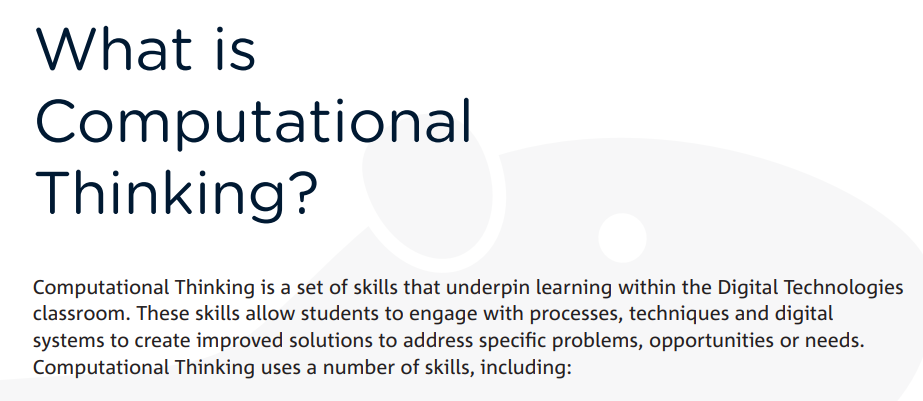 What is
Computational
Thinking?
Computational Thinking is a set of skills that underpin learning within the Digital Technologies
classroom. These skills allow students to engage with processes, techniques and digital
systems to create improved solutions to address specific problems, opportunities or needs.
Computational Thinking uses a number of skills, including: